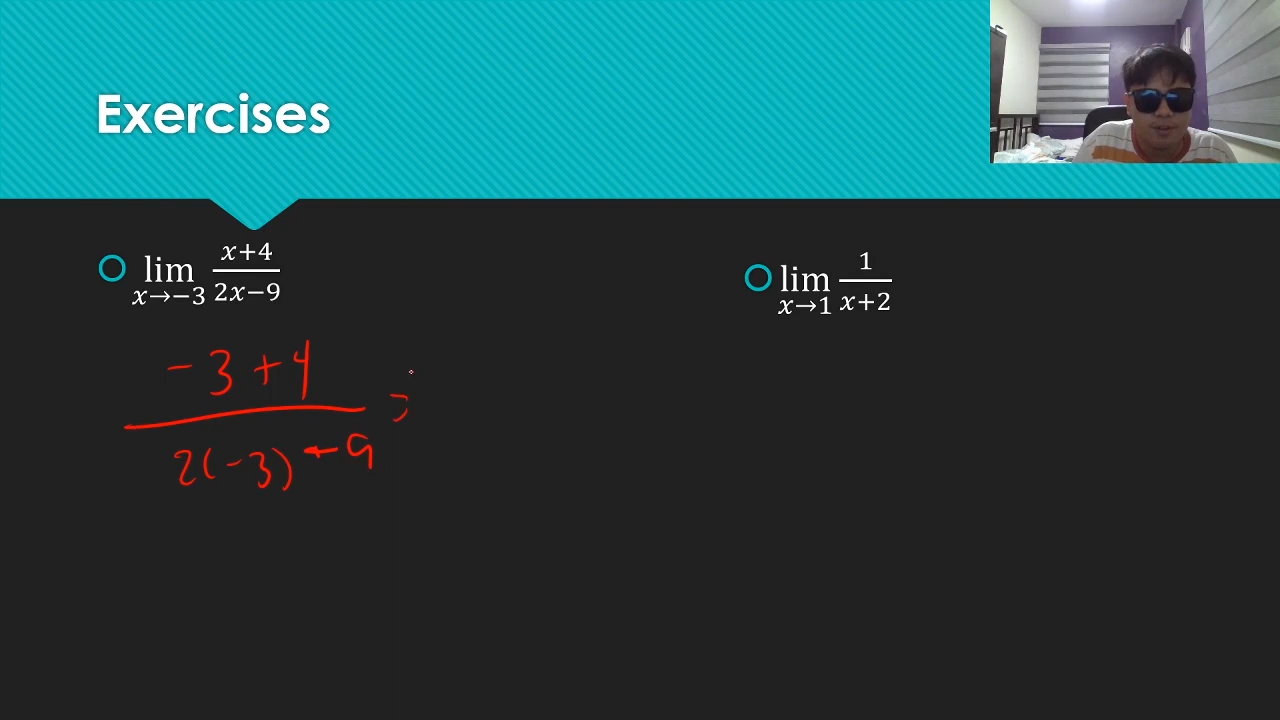 Exercises
lim x→−3 x+4/2x−9
lim x→1 1/x+2
-3+4
2(-3)-9 =